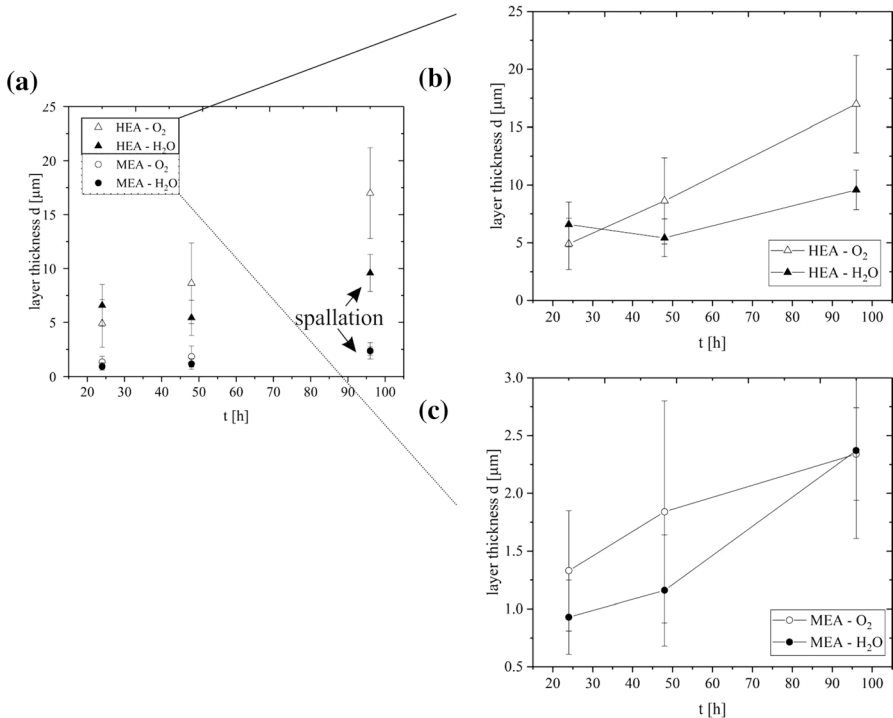 (a)
25
20
15
10
5
0
layer thickness d [µm]
HEA - O₂
HEA - H₂O
MEA - O₂
MEA - H₂O
spallation
20 30 40 50 60 70 80 90 100
t [h]
(b)
25
20
15
10
5
0
layer thickness d [µm]
HEA - O₂
HEA - H₂O
20 30 40 50 60 70 80 90 100
t [h]
(c)
3.0
2.5
2.0
1.5
1.0
0.5
layer thickness d [µm]
MEA - O₂
MEA - H₂O
20 30 40 50 60 70 80 90 100
t [h]